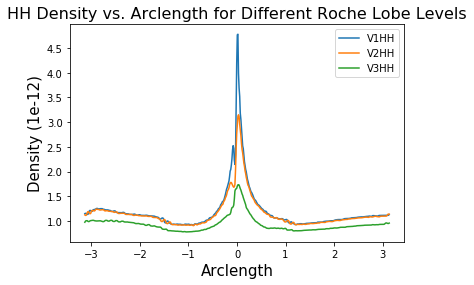 HH Density vs. Arclength for Different Roche Lobe Levels
V1HH
V2HH
V3HH
Density (1e-12)
4.5
4.0
3.5
3.0
2.5
2.0
1.5
1.0
−3
−2
−1
0
1
2
3
Arclength